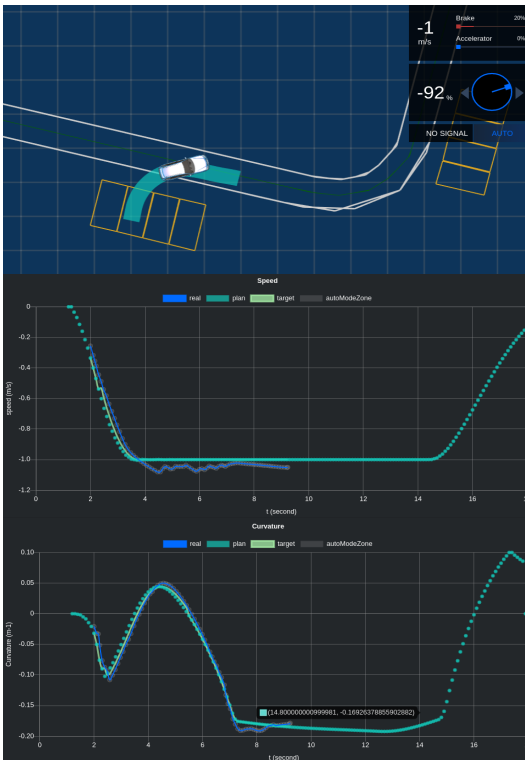 -1
m/s
Brake 20%
Accelerator 0%
-92 %
NO SIGNAL AUTO
Speed
real plan target autoModeZone
0
-0.2
-0.4
-0.6
-0.8
-1.0
-1.2
speed (m/s)
0 2 4 6 8 10 12 14 16
t (second)
Curvature
real plan target autoModeZone
0.10
0.05
0
-0.05
-0.10
-0.15
-0.20
Curvature (m-1)
(14.800000000999981, -0.16926378855902882)
0 2 4 6 8 10 12 14 16
t (second)